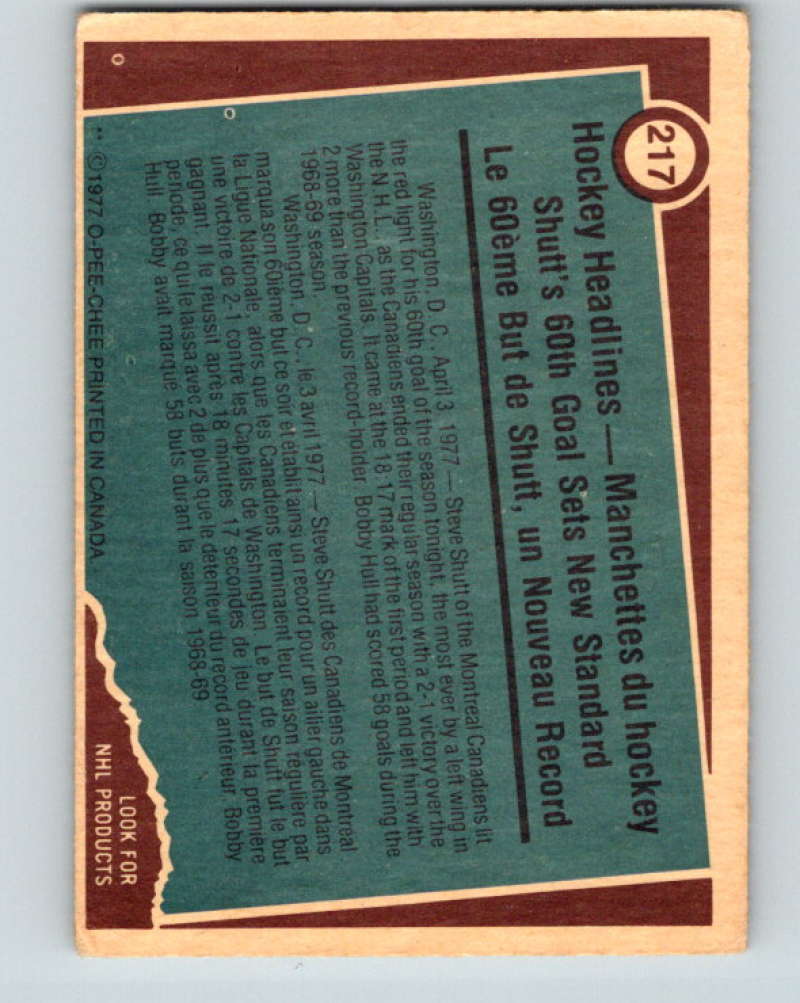 217
Hockey Headlines — Manchettes du hockey
Shutt's 60th Goal Sets New Standard
Le 60ème But de Shutt, un Nouveau Record
Washington, D.C., April 3, 1977 — Steve Shutt of the Montreal Canadiens lit
the red light for his 60th goal of the season tonight, the most ever by a left wing in
the N.H.L., as the Canadiens ended their regular season with a 2-1 victory over the
Washington Capitals. It came at the 18:17 mark of the first period and left him with
2 more than the previous record-holder. Bobby Hull had scored 58 goals during the
1968-69 season.
Washington, D.C., le 3 avril 1977 — Steve Shutt des Canadiens de Montréal
marqua son 60ième but ce soir et établit ainsi un record pour un ailier gauche dans
la Ligue Nationale, alors que les Canadiens terminaient leur saison régulière par
une victoire de 2-1 contre les Capitals de Washington. Le but de Shutt fut le but
gagnant. Il le réussit après 18 minutes 17 secondes de jeu durant la première
période, ce qui le laissa avec 2 de plus que le détenteur du record antérieur, Bobby
Hull. Bobby avait marqué 58 buts durant la saison 1968-69
** © 1977 O-PEE-CHEE PRINTED IN CANADA
LOOK FOR
NHL PRODUCTS